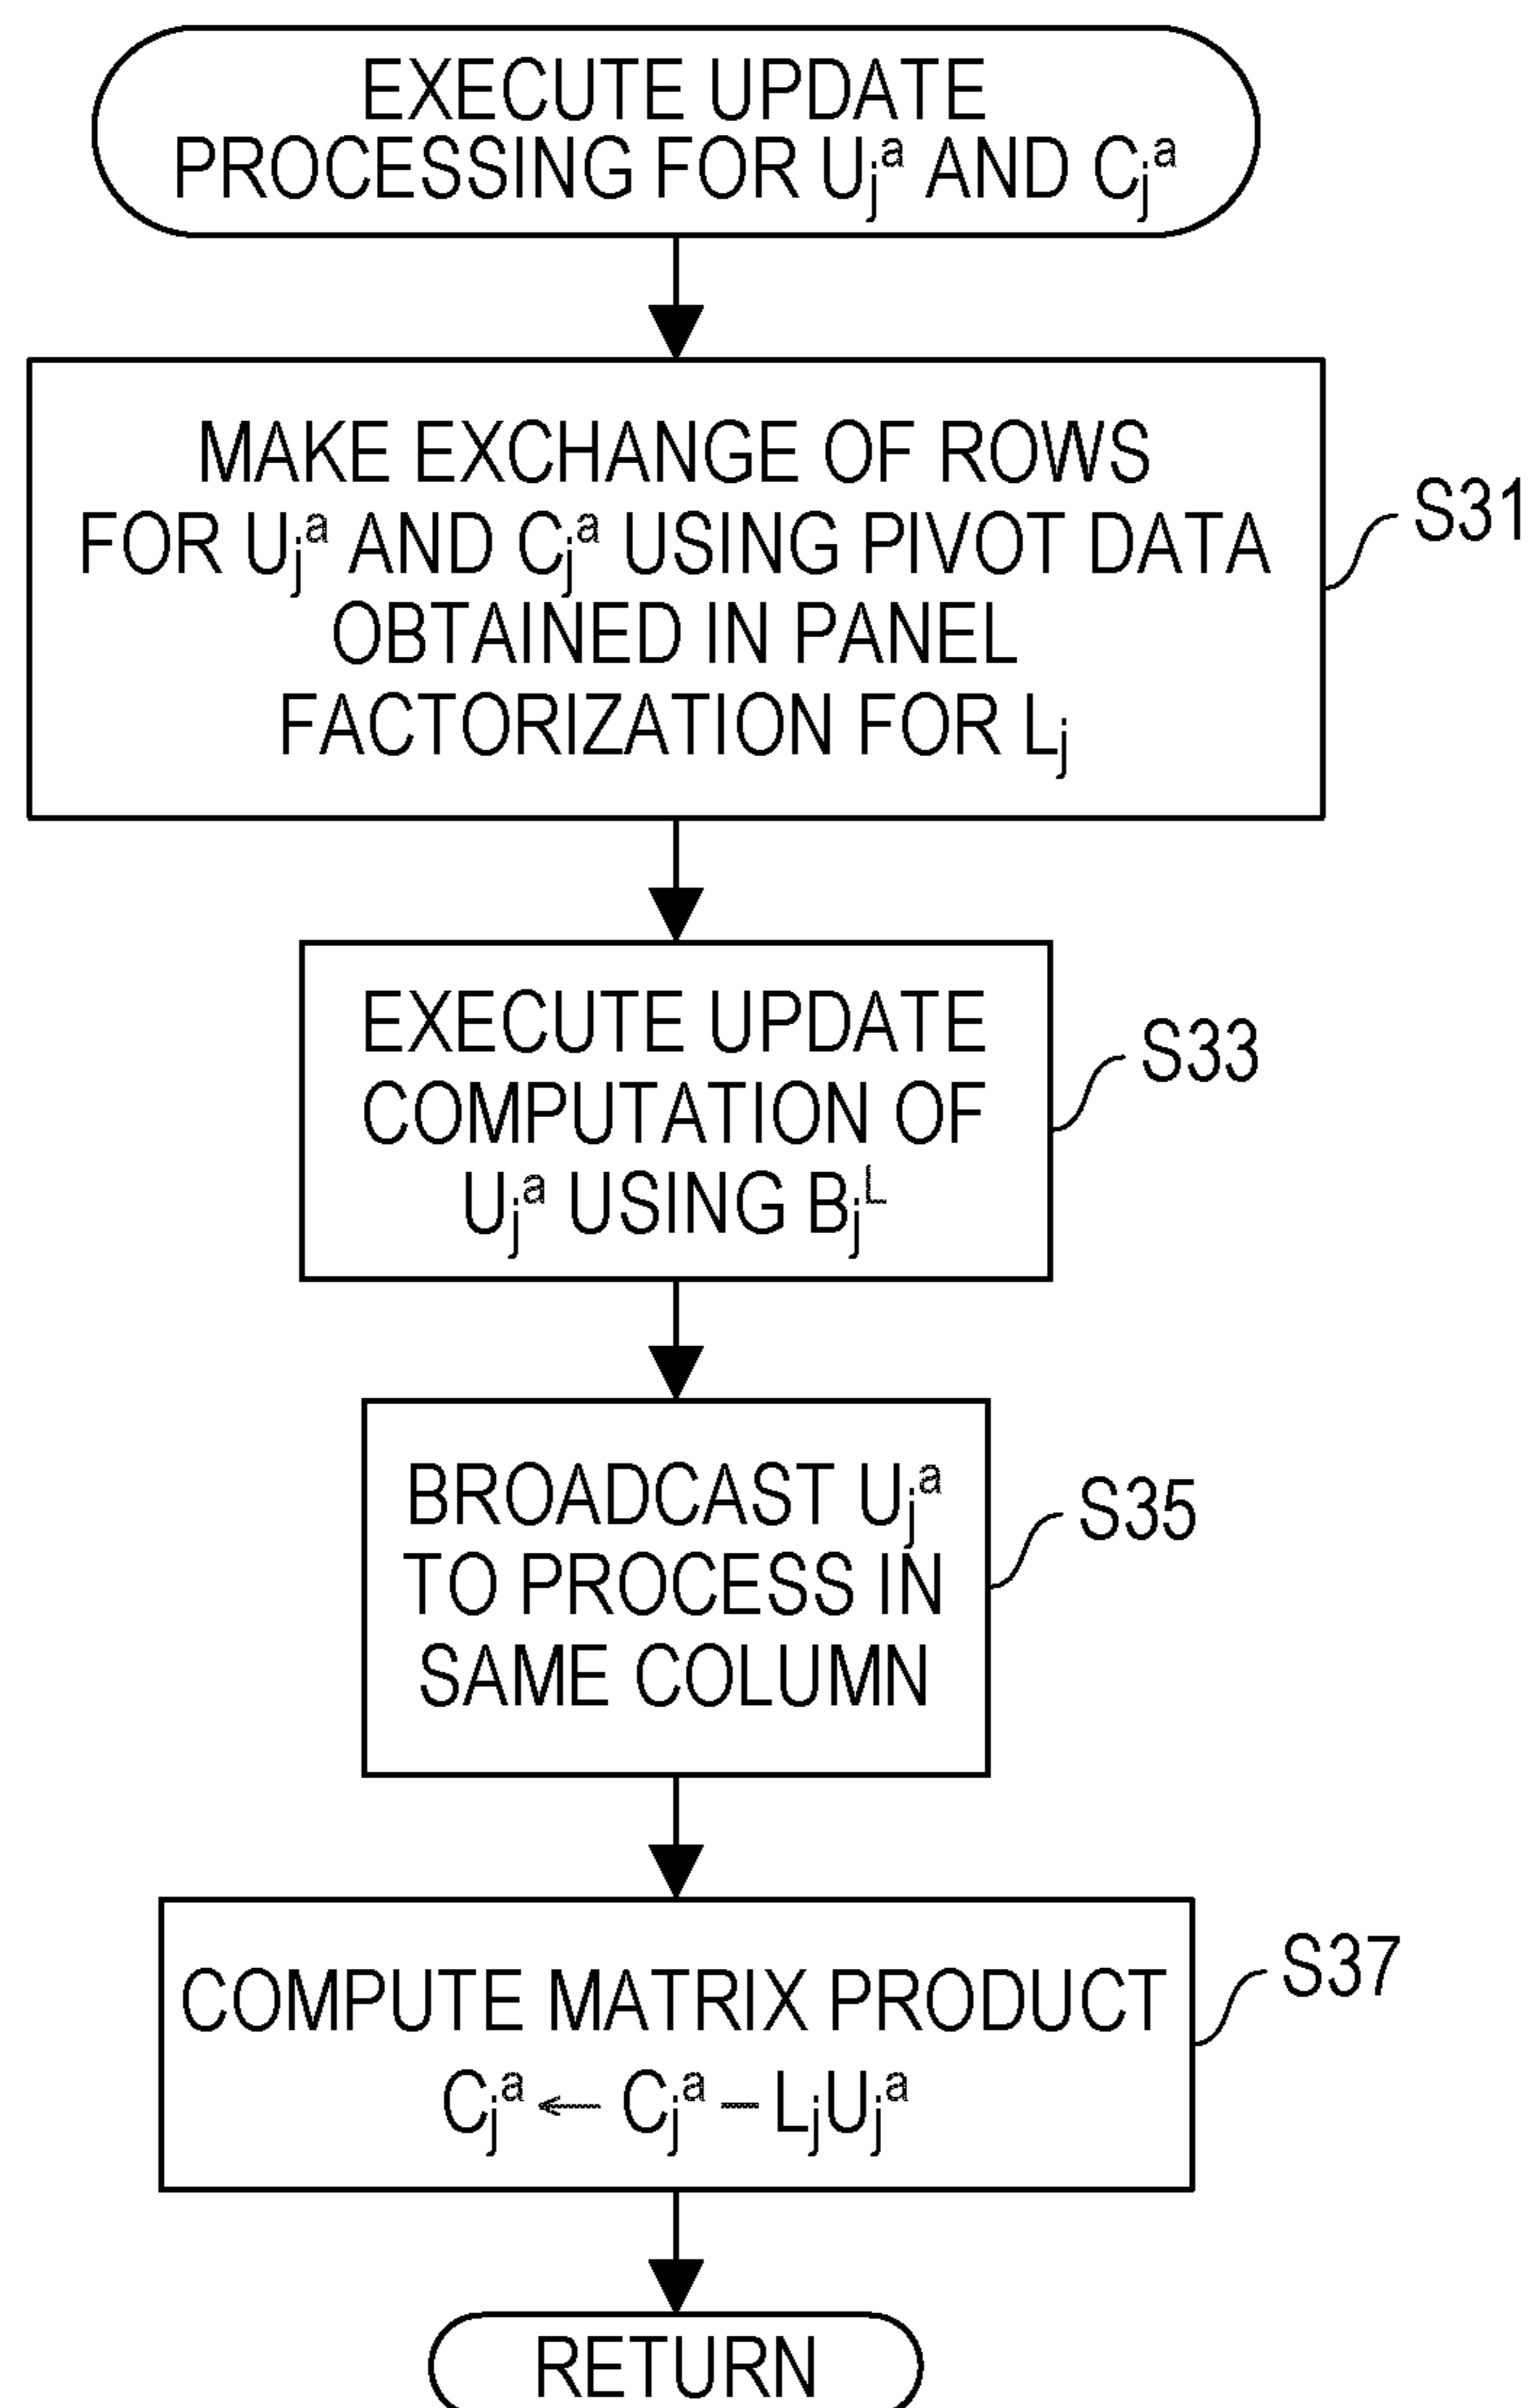 EXECUTE UPDATE
PROCESSING FOR Uⱼᵃ AND Cⱼᵃ
MAKE EXCHANGE OF ROWS
FOR Uⱼᵃ AND Cⱼᵃ USING PIVOT DATA
OBTAINED IN PANEL
FACTORIZATION FOR Lⱼ
S31
EXECUTE UPDATE
COMPUTATION OF
Uⱼᵃ USING Bⱼᴸ
S33
BROADCAST Uⱼᵃ
TO PROCESS IN
SAME COLUMN
S35
COMPUTE MATRIX PRODUCT
Cⱼᵃ ← Cⱼᵃ – LⱼUⱼᵃ
S37
RETURN